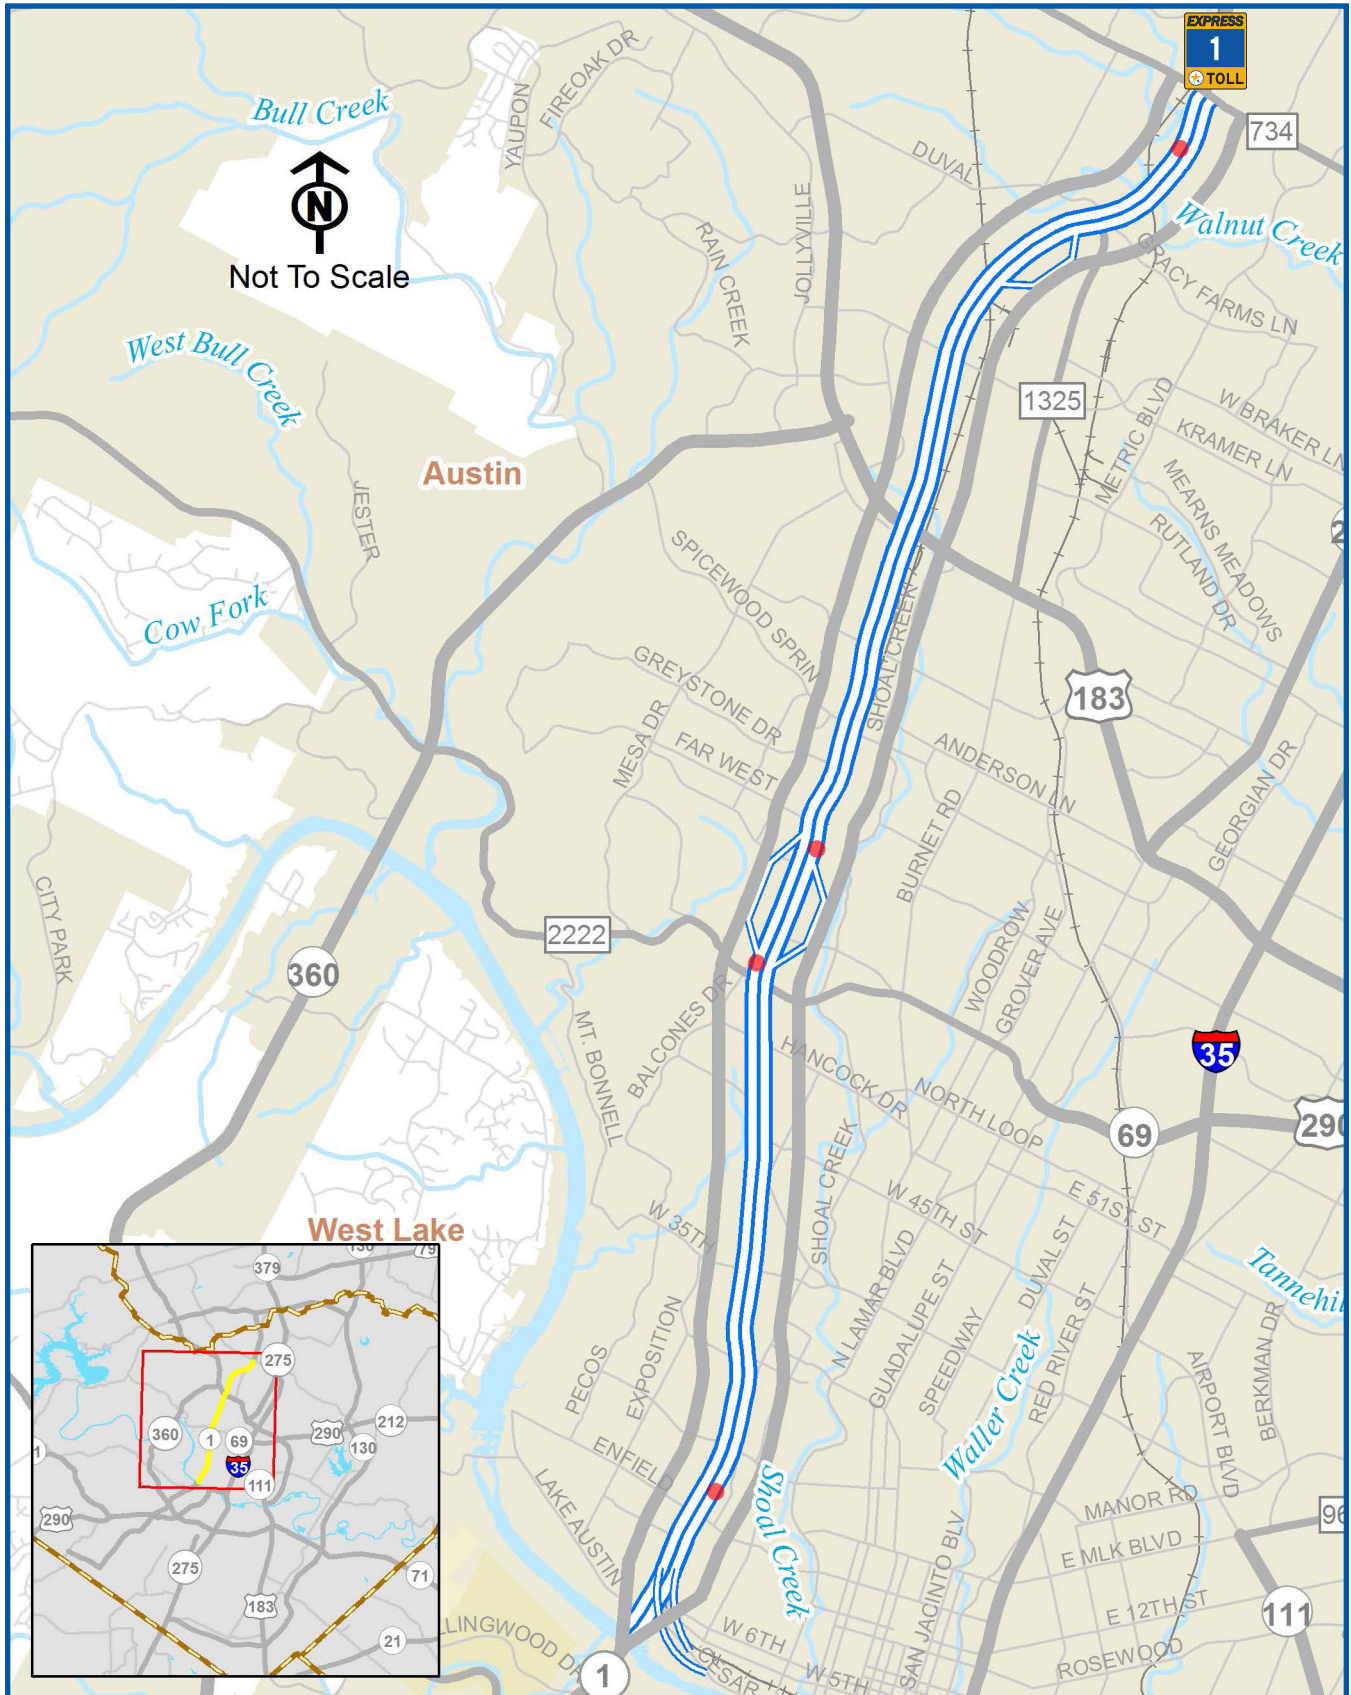 EXPRESS
1
TOLL
FIREOAK DR
YAUPON
Bull Creek
734
DUVAL
N
Not To Scale
JOLLYVILLE
RAIN CREEK
Walnut Creek
GRACY FARMS LN
West Bull Creek
1325
METRIC BLVD
W BRAKER LN
KRAMER LN
Austin
MEARNS MEADOWS
RUTLAND DR
JESTER
SPICEWOOD SPRIN
SHOAL CREEK
Cow Fork
GREYSTONE DR
183
MESA DR
FAR WEST
ANDERSON LN
GEORGIAN DR
BURNET RD
CITY PARK
2222
WOODROW
GROVER AVE
360
BALCONES DR
MT. BONNELL
35
HANCOCK DR
NORTH LOOP
69
290
SHOAL CREEK
W 45TH ST
E 51ST ST
W 35TH
West Lake
N LAMAR BLVD
GUADALUPE ST
SPEEDWAY
DUVAL ST
RED RIVER ST
Waller Creek
Tannehil
BERKMAN DR
AIRPORT BLVD
PECOS
EXPOSITION
ENFIELD
LAKE AUSTIN
Shoal Creek
MANOR RD
E MLK BLVD
96
E 12TH ST
111
ROSEWOOD
SAN JACINTO BLV
W 6TH
W 5TH
CESAR
LLINGWOOD DR
1
130
79
379
275
360
1
69
290
212
130
35
111
290
275
183
71
21